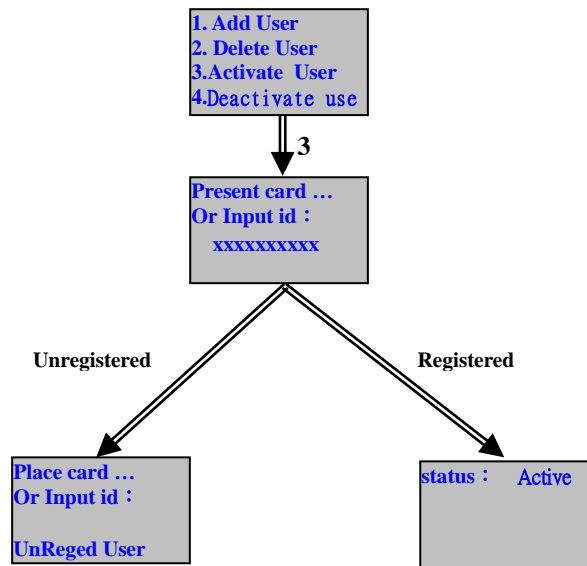 1. Add User
2. Delete User
3.Activate User
4.Deactivate use
3
Present card …
Or Input id：
xxxxxxxxxx
Unregistered
Registered
Place card …
Or Input id：
UnReged User
status： Active